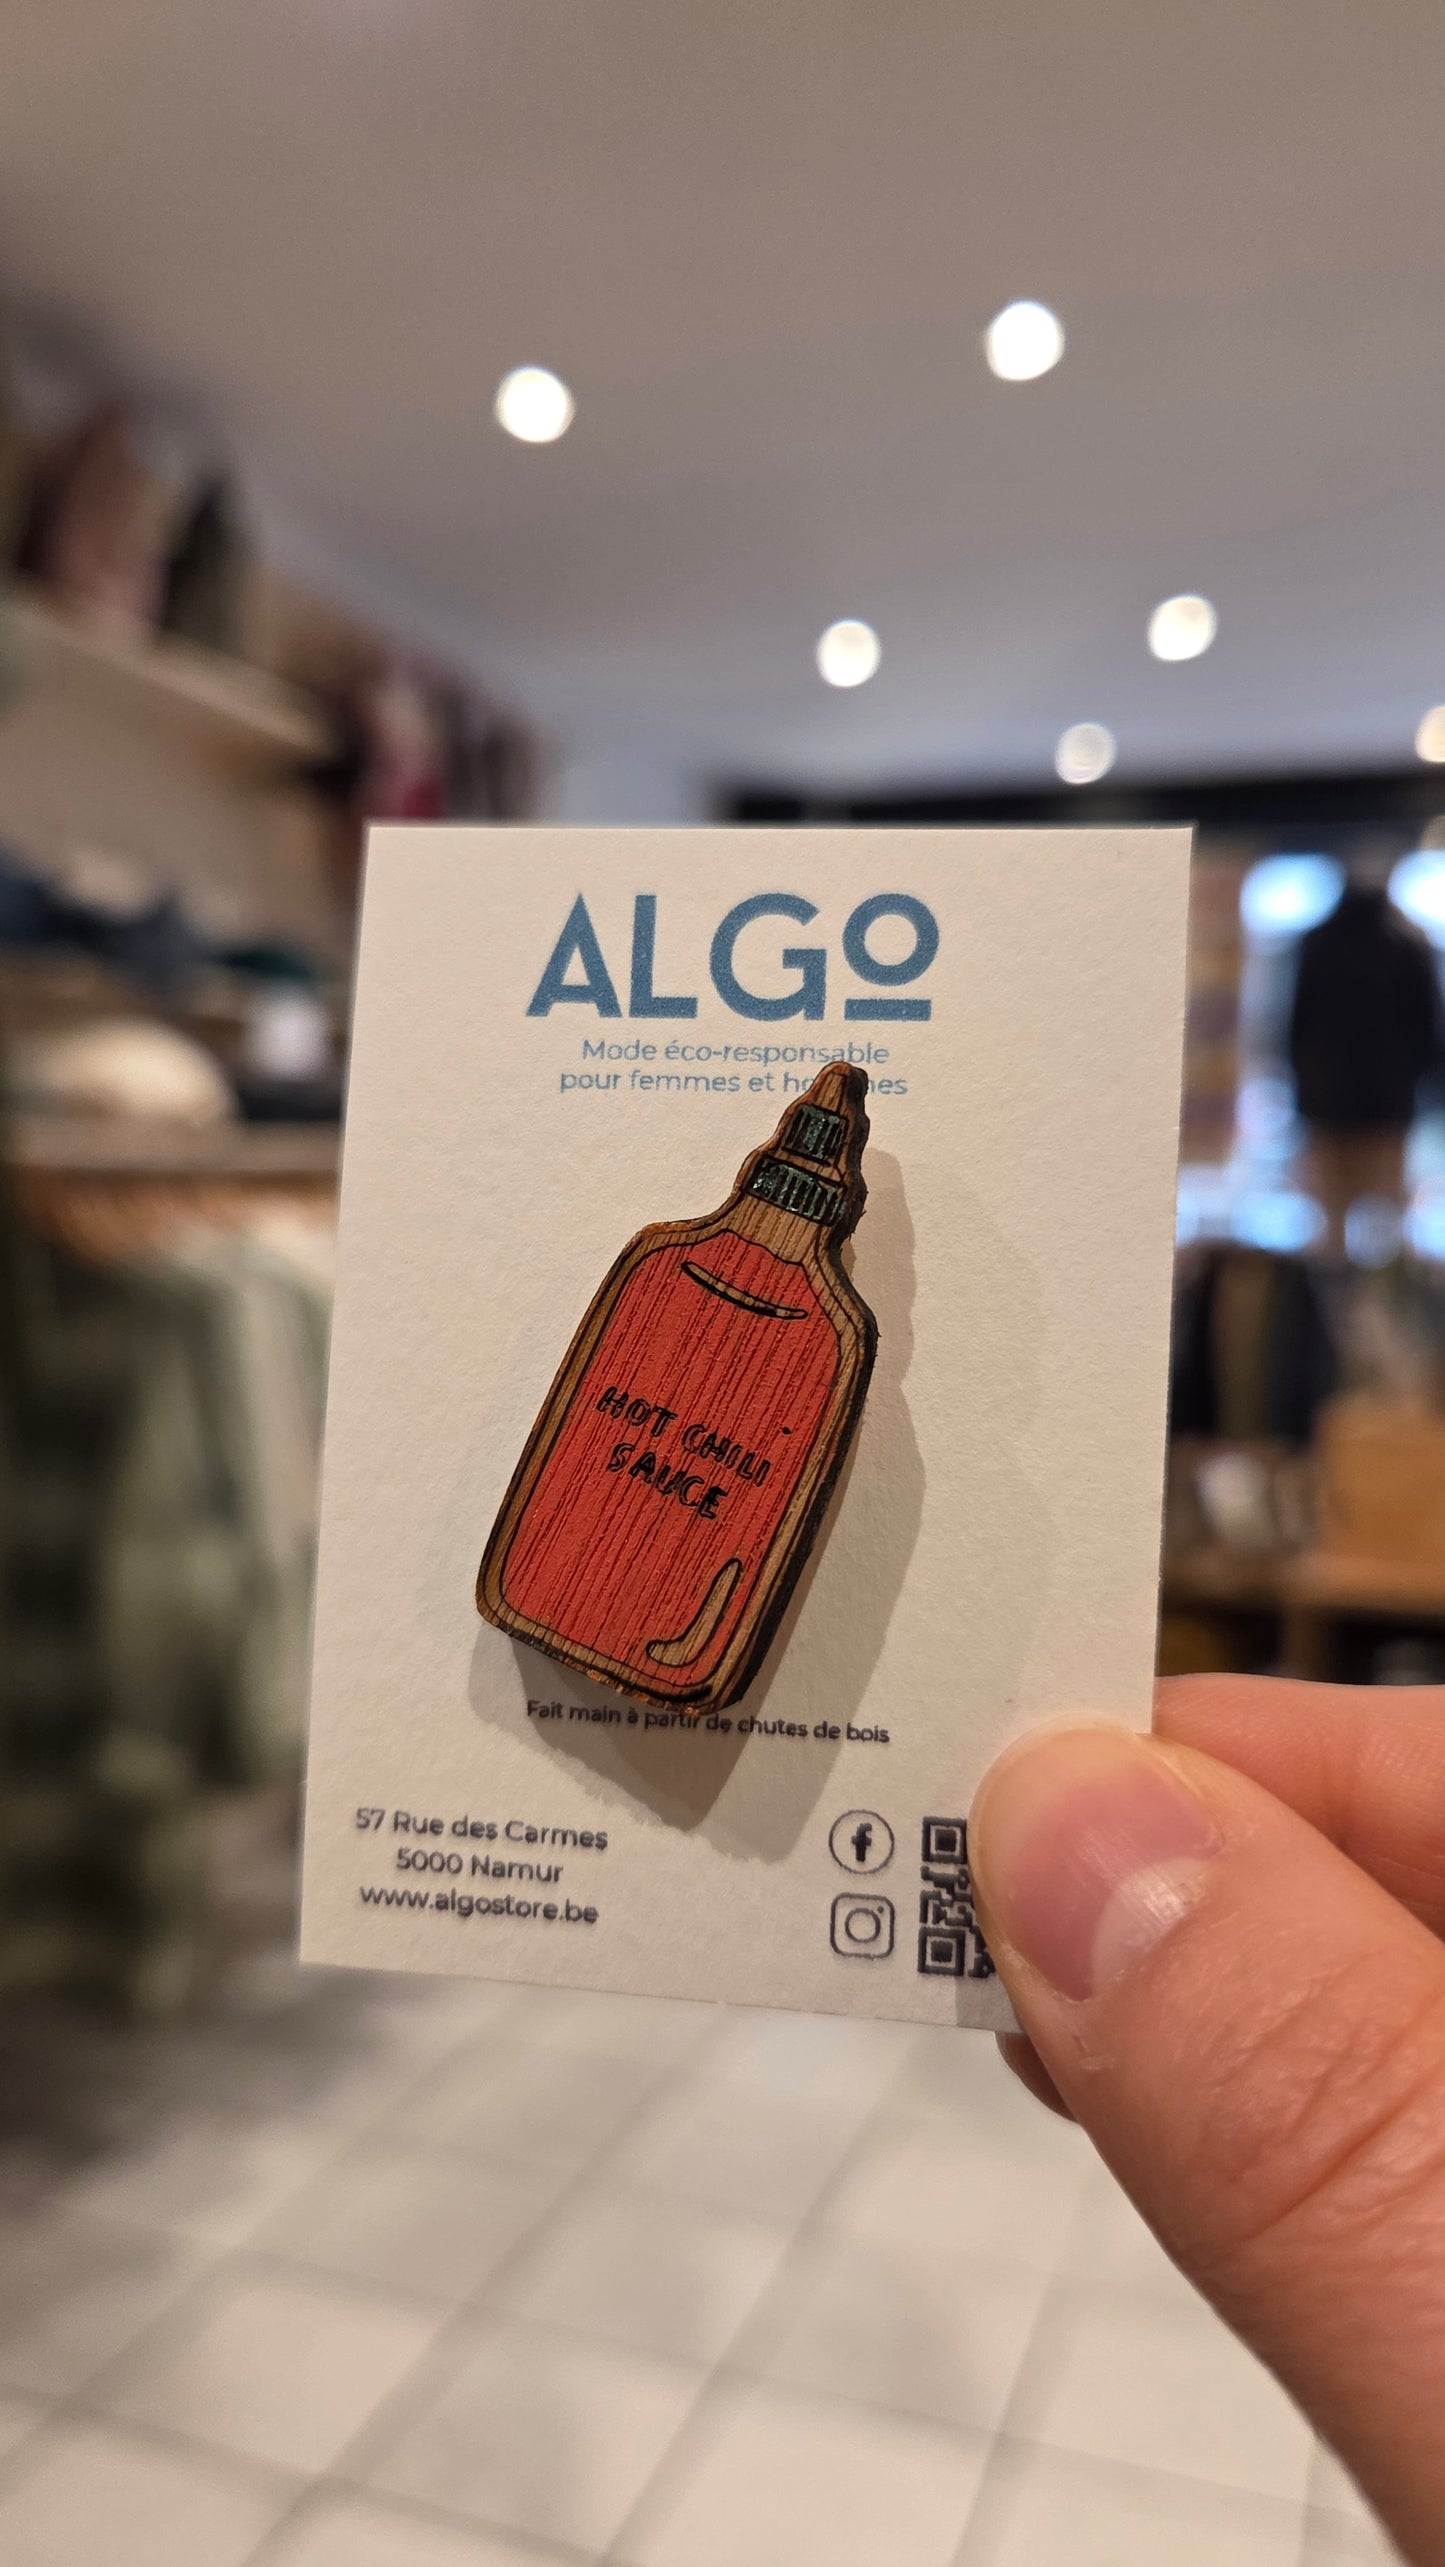 ALGO
Mode éco-responsable
pour femmes et
HOT CHILI
SAUCE
Fait main à partir de chutes de bois
57 Rue des Carmes
5000 Namur
www.algostore.be